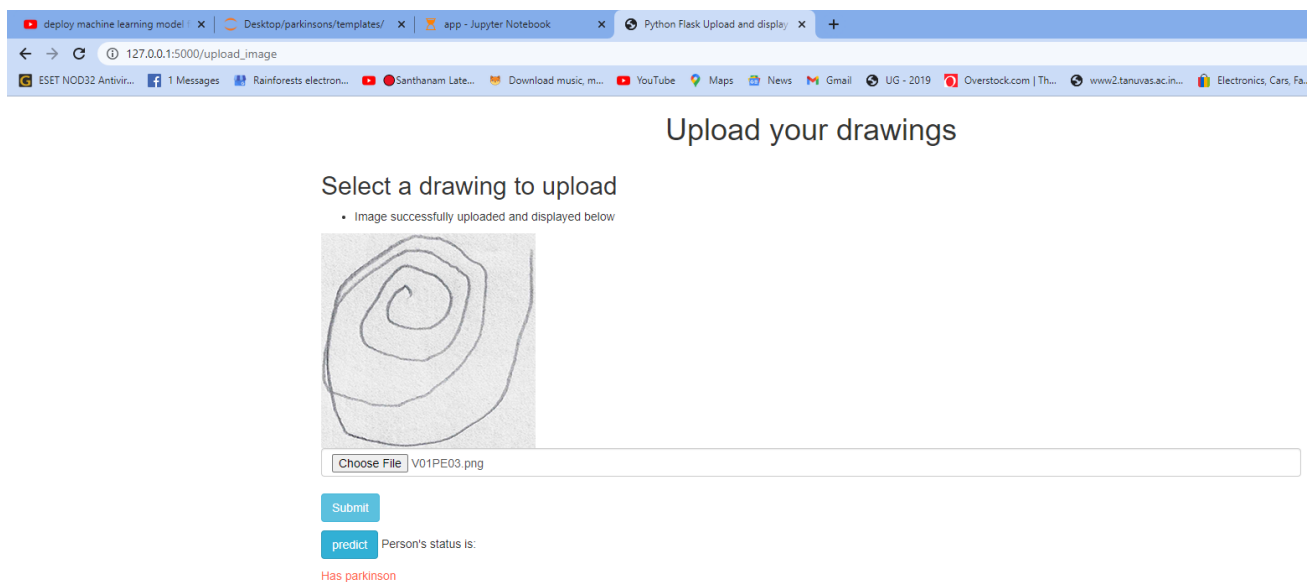 deploy machine learning model
Desktop/parkinsons/templates/
app - Jupyter Notebook
Python Flask Upload and display
127.0.0.1:5000/upload_image
ESET NOD32 Antivir...
1 Messages
Rainforests electron...
Santhanam Late...
Download music, m...
YouTube
Maps
News
Gmail
UG - 2019
Overstock.com | Th...
www2.tanuvas.ac.in...
Electronics, Cars, Fa...
Upload your drawings
Select a drawing to upload
• Image successfully uploaded and displayed below
Choose File V01PE03.png
Submit
predict Person's status is:
Has parkinson